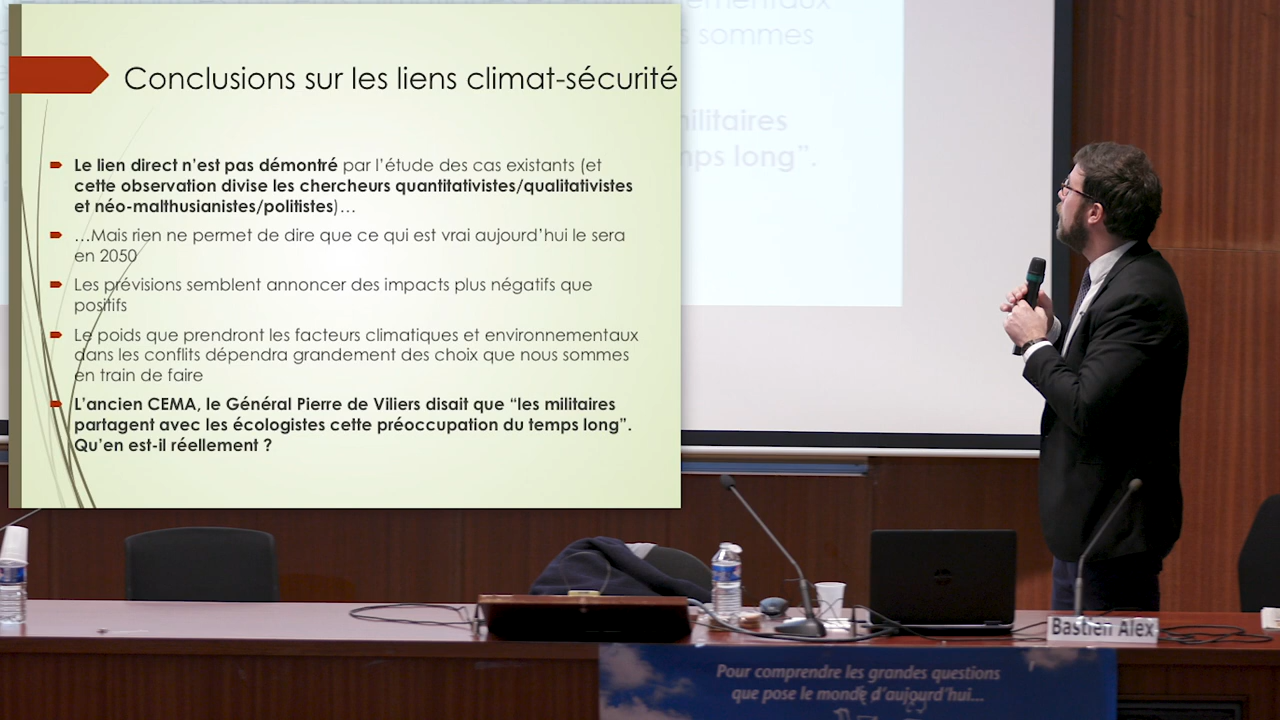 Conclusions sur les liens climat-sécurité
Le lien direct n'est pas démontré par l'étude des cas existants (et
cette observation divise les chercheurs quantitativistes/qualitativistes
et néo-malthusianistes/politistes)…
…Mais rien ne permet de dire que ce qui est vrai aujourd'hui le sera
en 2050
Les prévisions semblent annoncer des impacts plus négatifs que
positifs
Le poids que prendront les facteurs climatiques et environnementaux
dans les conflits dépendra grandement des choix que nous sommes
en train de faire
L'ancien CEMA, le Général Pierre de Viliers disait que “les militaires
partagent avec les écologistes cette préoccupation du temps long”.
Qu'en est-il réellement ?
sommes
militaires
temps long”.
Bastien Alex
Pour comprendre les grandes questions
que pose le monde d'aujourd'hui...